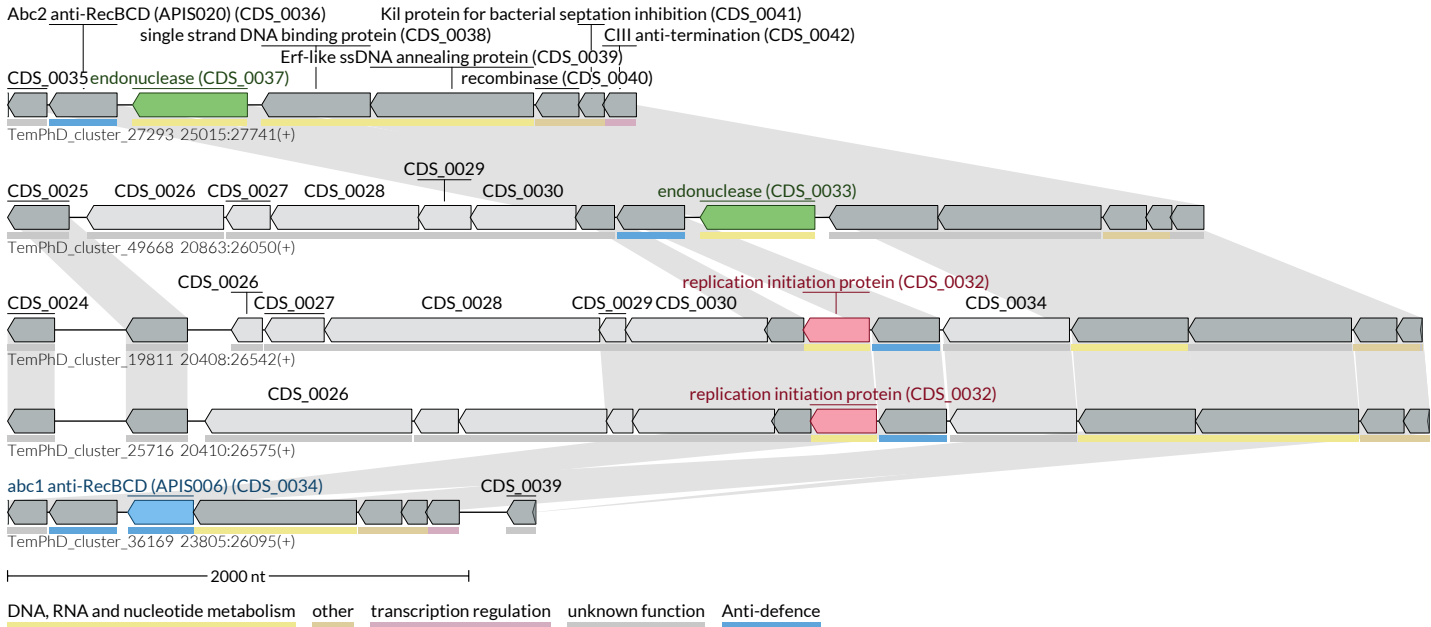 Abc2 anti-RecBCD (APIS020) (CDS_0036) Kil protein for bacterial septation inhibition (CDS_0041)
single strand DNA binding protein (CDS_0038) CIII anti-termination (CDS_0042)
Erf-like ssDNA annealing protein (CDS_0039)
CDS_0035 endonuclease (CDS_0037) recombinase (CDS_0040)
TemPhD_cluster_27293 25015:27741(+)
CDS_0029
CDS_0025 CDS_0026 CDS_0027 CDS_0028 CDS_0030 endonuclease (CDS_0033)
TemPhD_cluster_49668 20863:26050(+)
CDS_0026 replication initiation protein (CDS_0032)
CDS_0024 CDS_0027 CDS_0028 CDS_0029 CDS_0030 CDS_0034
TemPhD_cluster_19811 20408:26542(+)
CDS_0026 replication initiation protein (CDS_0032)
TemPhD_cluster_25716 20410:26575(+)
abc1 anti-RecBCD (APIS006) (CDS_0034) CDS_0039
TemPhD_cluster_36169 23805:26095(+)
2000 nt
DNA, RNA and nucleotide metabolism other transcription regulation unknown function Anti-defence